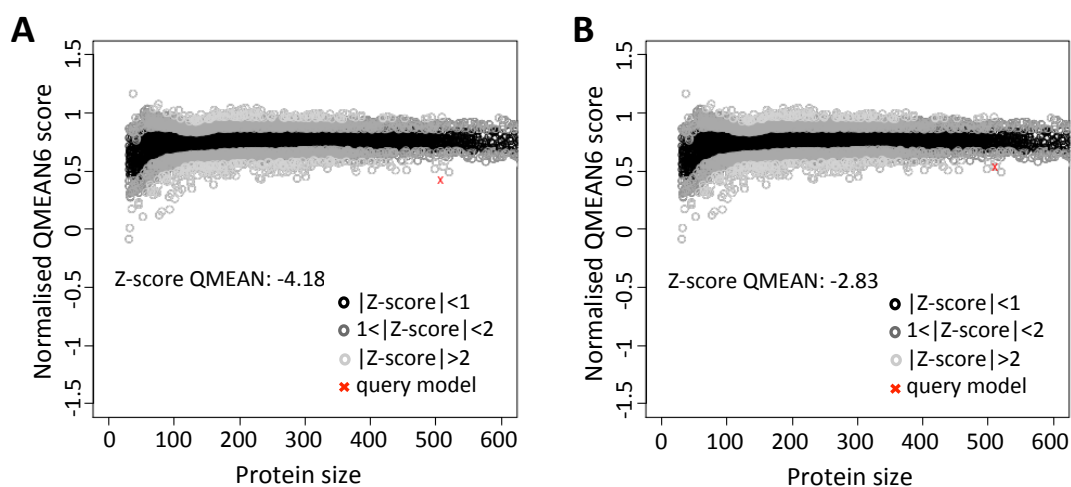 A
Normalised QMEAN6 score
1.5
1
0.5
0
-0.5
-1
-1.5
Z-score QMEAN: -4.18
|Z-score|<1
1<|Z-score|<2
|Z-score|>2
query model
0 100 200 300 400 500 600
Protein size
B
Normalised QMEAN6 score
1.5
1
0.5
0
-0.5
-1
-1.5
Z-score QMEAN: -2.83
|Z-score|<1
1<|Z-score|<2
|Z-score|>2
query model
0 100 200 300 400 500 600
Protein size